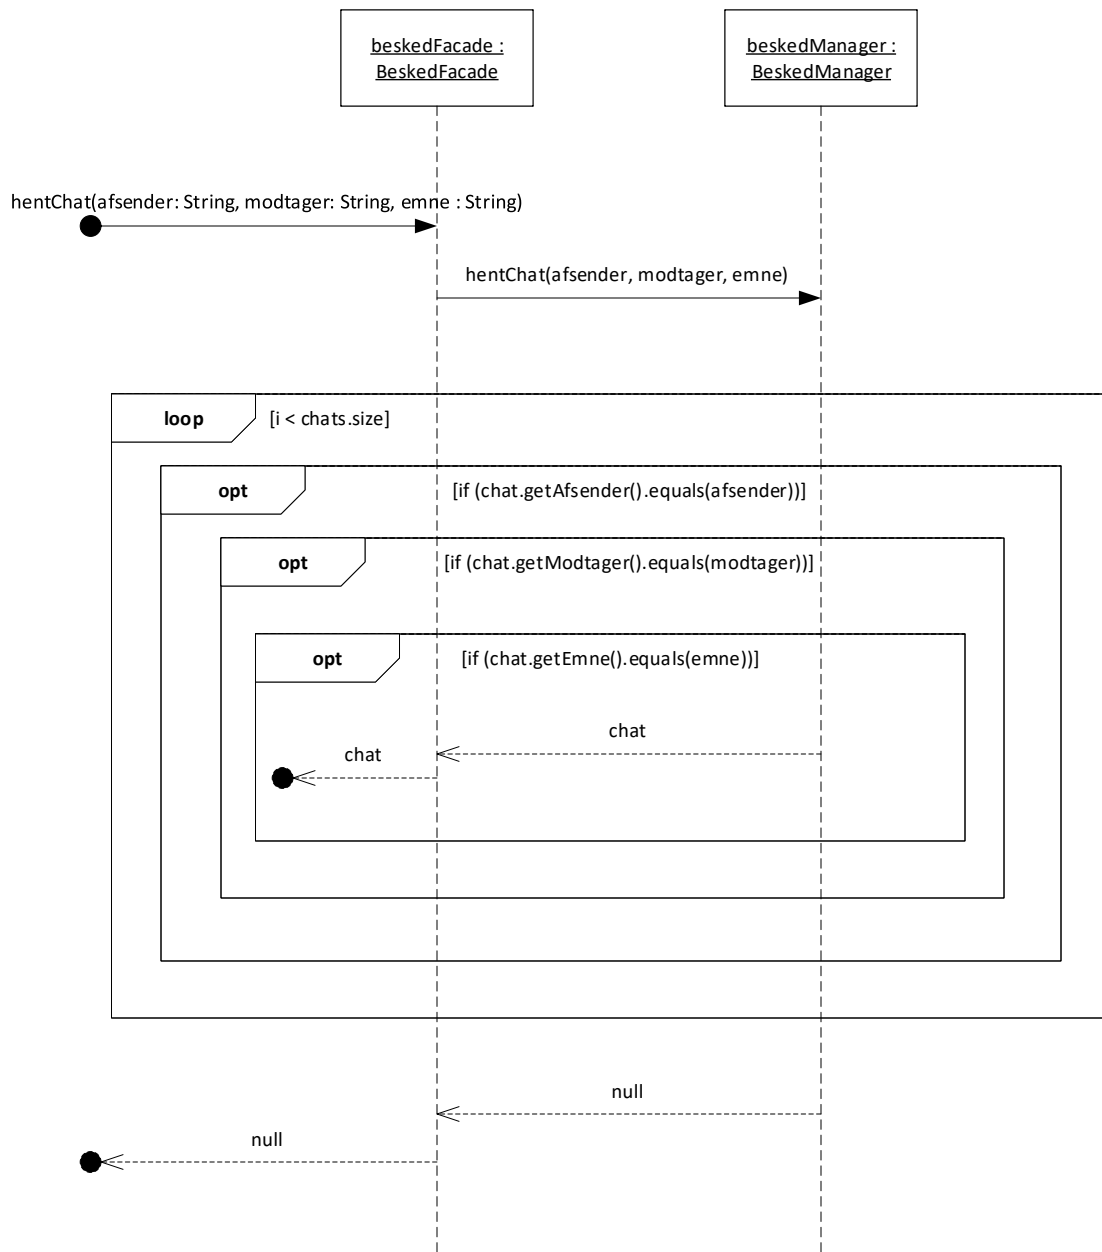 beskedFacade :
BeskedFacade
beskedManager :
BeskedManager
hentChat(afsender: String, modtager: String, emne : String)
hentChat(afsender, modtager, emne)
loop
[i < chats.size]
opt
[if (chat.getAfsender().equals(afsender))]
opt
[if (chat.getModtager().equals(modtager))]
opt
[if (chat.getEmne().equals(emne))]
chat
chat
null
null